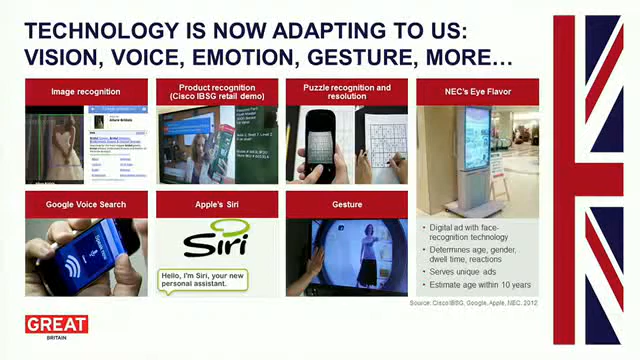 TECHNOLOGY IS NOW ADAPTING TO US:
VISION, VOICE, EMOTION, GESTURE, MORE…
Image recognition
Product recognition
(Cisco IBSG retail demo)
Puzzle recognition and
resolution
NEC's Eye Flavor
Google Voice Search
Apple's Siri
Gesture
Siri
Hello, I'm Siri, your new
personal assistant.
• Digital ad with face-
recognition technology
• Determines age, gender,
dwell time, reactions
• Serves unique ads
• Estimate age within 10 years
Source: Cisco IBSG, Google, Apple, NEC, 2012
GREAT
BRITAIN